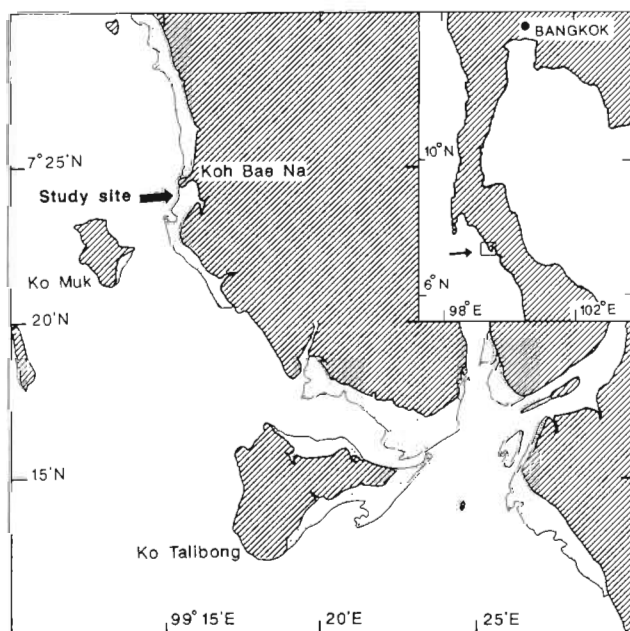 BANGKOK
10°N
7°25'N
Koh Bae Na
Study site
Ko Muk
6°N
98°E
102°E
20'N
15'N
Ko Talibong
99°15'E
20'E
25'E